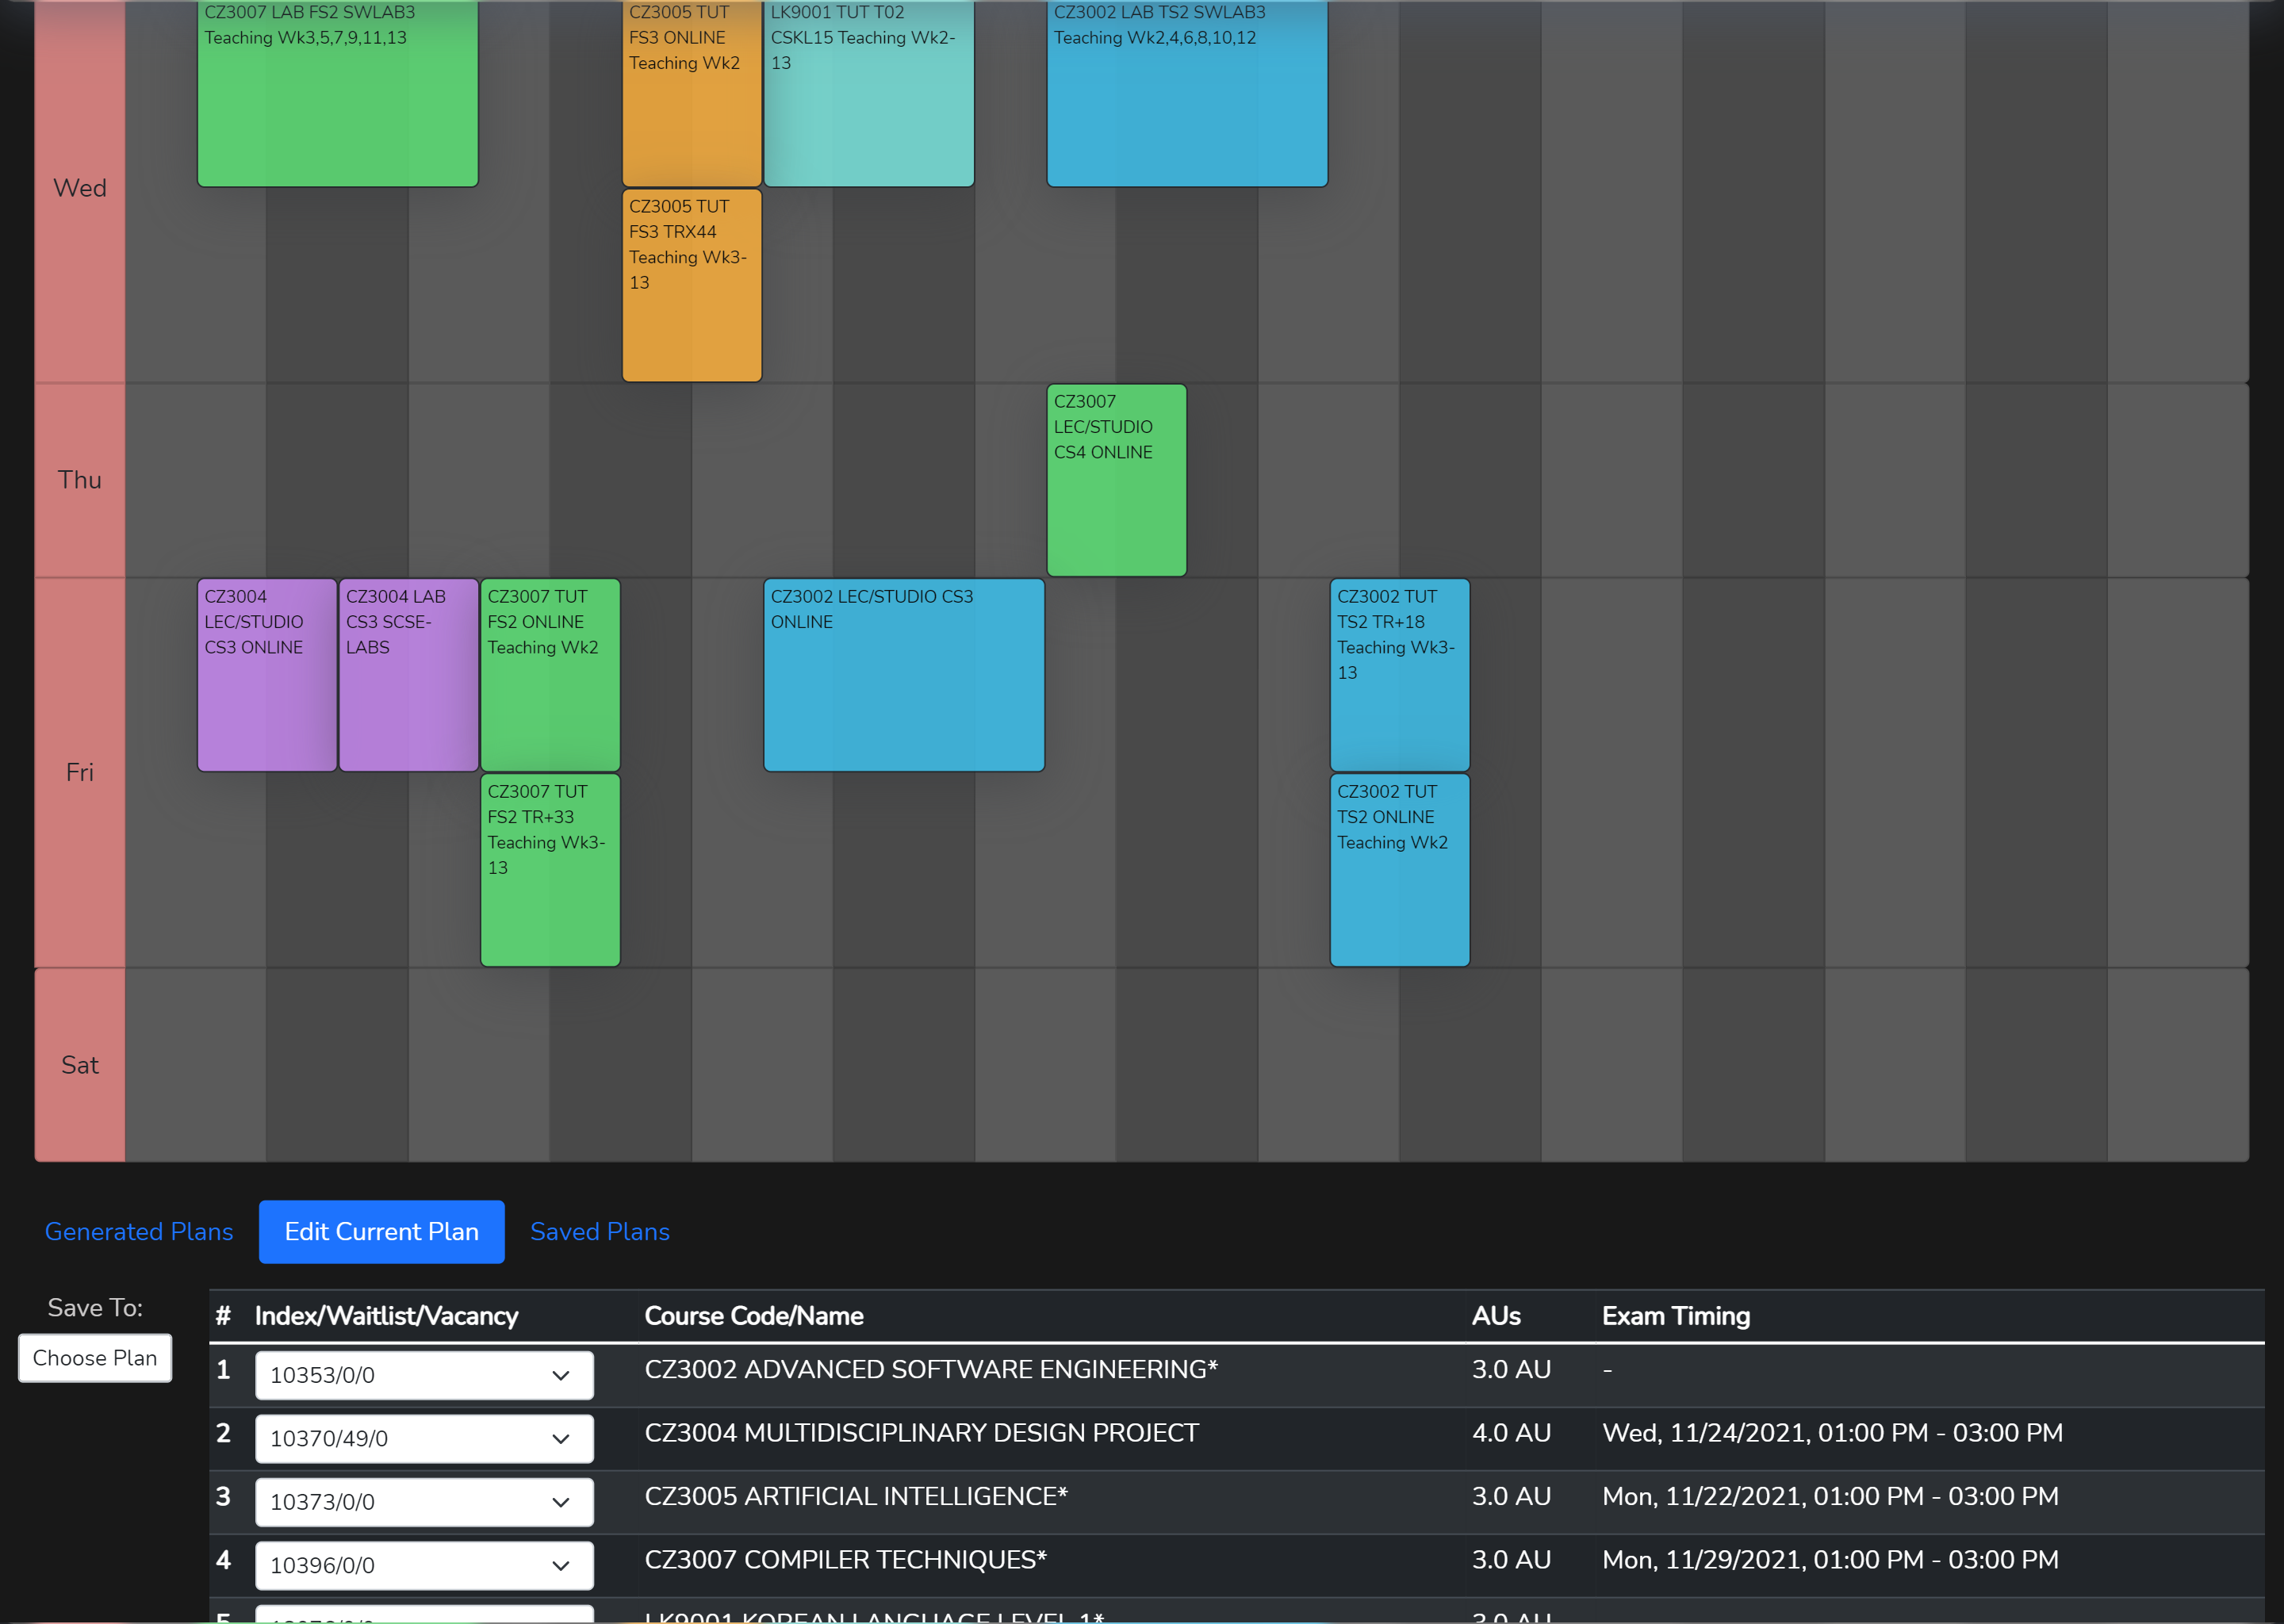 CZ3007 LAB FS2 SWLAB3
Teaching Wk3,5,7,9,11,13
CZ3005 TUT
FS3 ONLINE
Teaching Wk2
LK9001 TUT T02
CSKL15 Teaching Wk2-
13
CZ3002 LAB TS2 SWLAB3
Teaching Wk2,4,6,8,10,12
Wed
CZ3005 TUT
FS3 TRX44
Teaching Wk3-
13
Thu
CZ3007
LEC/STUDIO
CS4 ONLINE
Fri
CZ3004
LEC/STUDIO
CS3 ONLINE
CZ3004 LAB
CS3 SCSE-
LABS
CZ3007 TUT
FS2 ONLINE
Teaching Wk2
CZ3002 LEC/STUDIO CS3
ONLINE
CZ3002 TUT
TS2 TR+18
Teaching Wk3-
13
CZ3007 TUT
FS2 TR+33
Teaching Wk3-
13
CZ3002 TUT
TS2 ONLINE
Teaching Wk2
Sat
Generated Plans
Edit Current Plan
Saved Plans
Save To:
Choose Plan
# Index/Waitlist/Vacancy Course Code/Name AUs Exam Timing
1 10353/0/0 CZ3002 ADVANCED SOFTWARE ENGINEERING* 3.0 AU -
2 10370/49/0 CZ3004 MULTIDISCIPLINARY DESIGN PROJECT 4.0 AU Wed, 11/24/2021, 01:00 PM - 03:00 PM
3 10373/0/0 CZ3005 ARTIFICIAL INTELLIGENCE* 3.0 AU Mon, 11/22/2021, 01:00 PM - 03:00 PM
4 10396/0/0 CZ3007 COMPILER TECHNIQUES* 3.0 AU Mon, 11/29/2021, 01:00 PM - 03:00 PM
5 LK9001 KOREAN LANGUAGE LEVEL 1* 3.0 AU